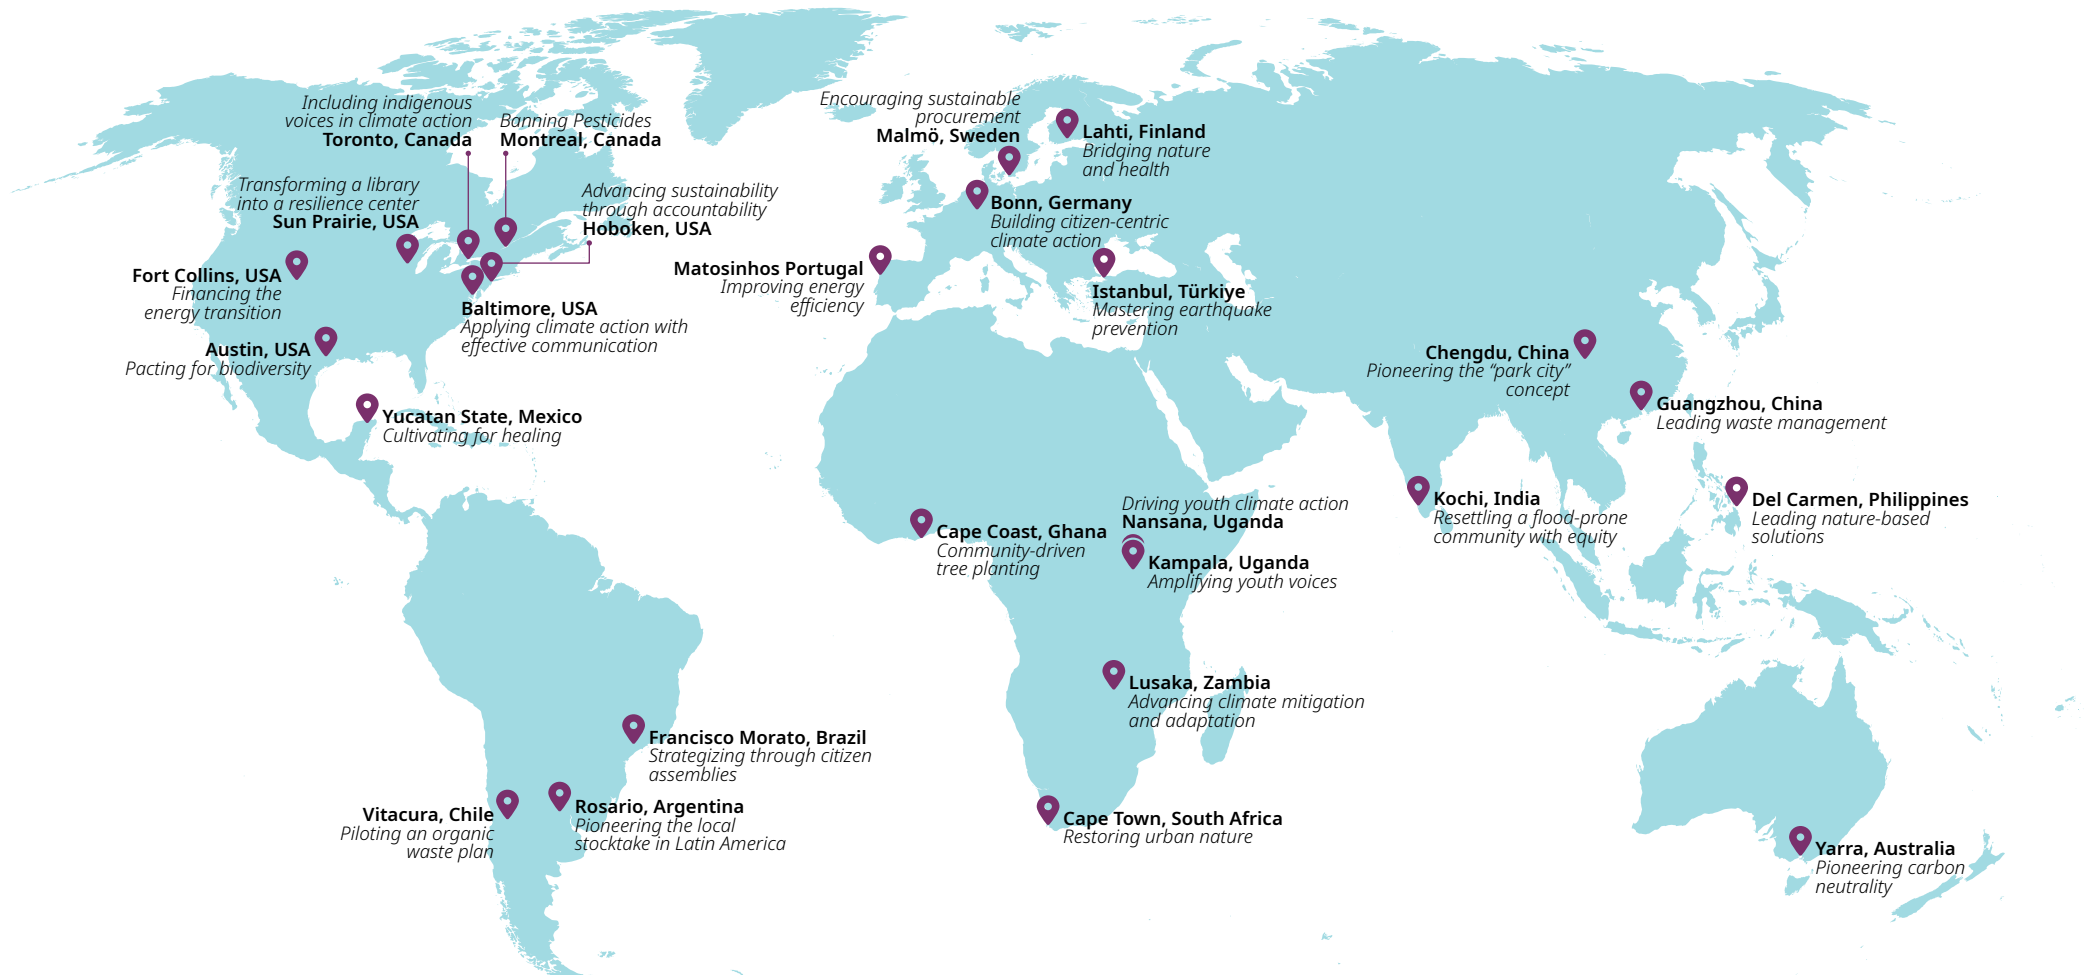 Including indigenous
voices in climate action
Toronto, Canada
Banning Pesticides
Montreal, Canada
Transforming a library
into a resilience center
Sun Prairie, USA
Advancing sustainability
through accountability
Hoboken, USA
Fort Collins, USA
Financing the
energy transition
Baltimore, USA
Applying climate action with
effective communication
Austin, USA
Pacting for biodiversity
Yucatan State, Mexico
Cultivating for healing
Encouraging sustainable
procurement
Malmö, Sweden
Lahti, Finland
Bridging nature
and health
Bonn, Germany
Building citizen-centric
climate action
Matosinhos Portugal
Improving energy
efficiency
Istanbul, Türkiye
Mastering earthquake
prevention
Chengdu, China
Pioneering the “park city”
concept
Guangzhou, China
Leading waste management
Kochi, India
Resettling a flood-prone
community with equity
Del Carmen, Philippines
Leading nature-based
solutions
Cape Coast, Ghana
Community-driven
tree planting
Driving youth climate action
Nansana, Uganda
Kampala, Uganda
Amplifying youth voices
Lusaka, Zambia
Advancing climate mitigation
and adaptation
Francisco Morato, Brazil
Strategizing through citizen
assemblies
Vitacura, Chile
Piloting an organic
waste plan
Rosario, Argentina
Pioneering the local
stocktake in Latin America
Cape Town, South Africa
Restoring urban nature
Yarra, Australia
Pioneering carbon
neutrality